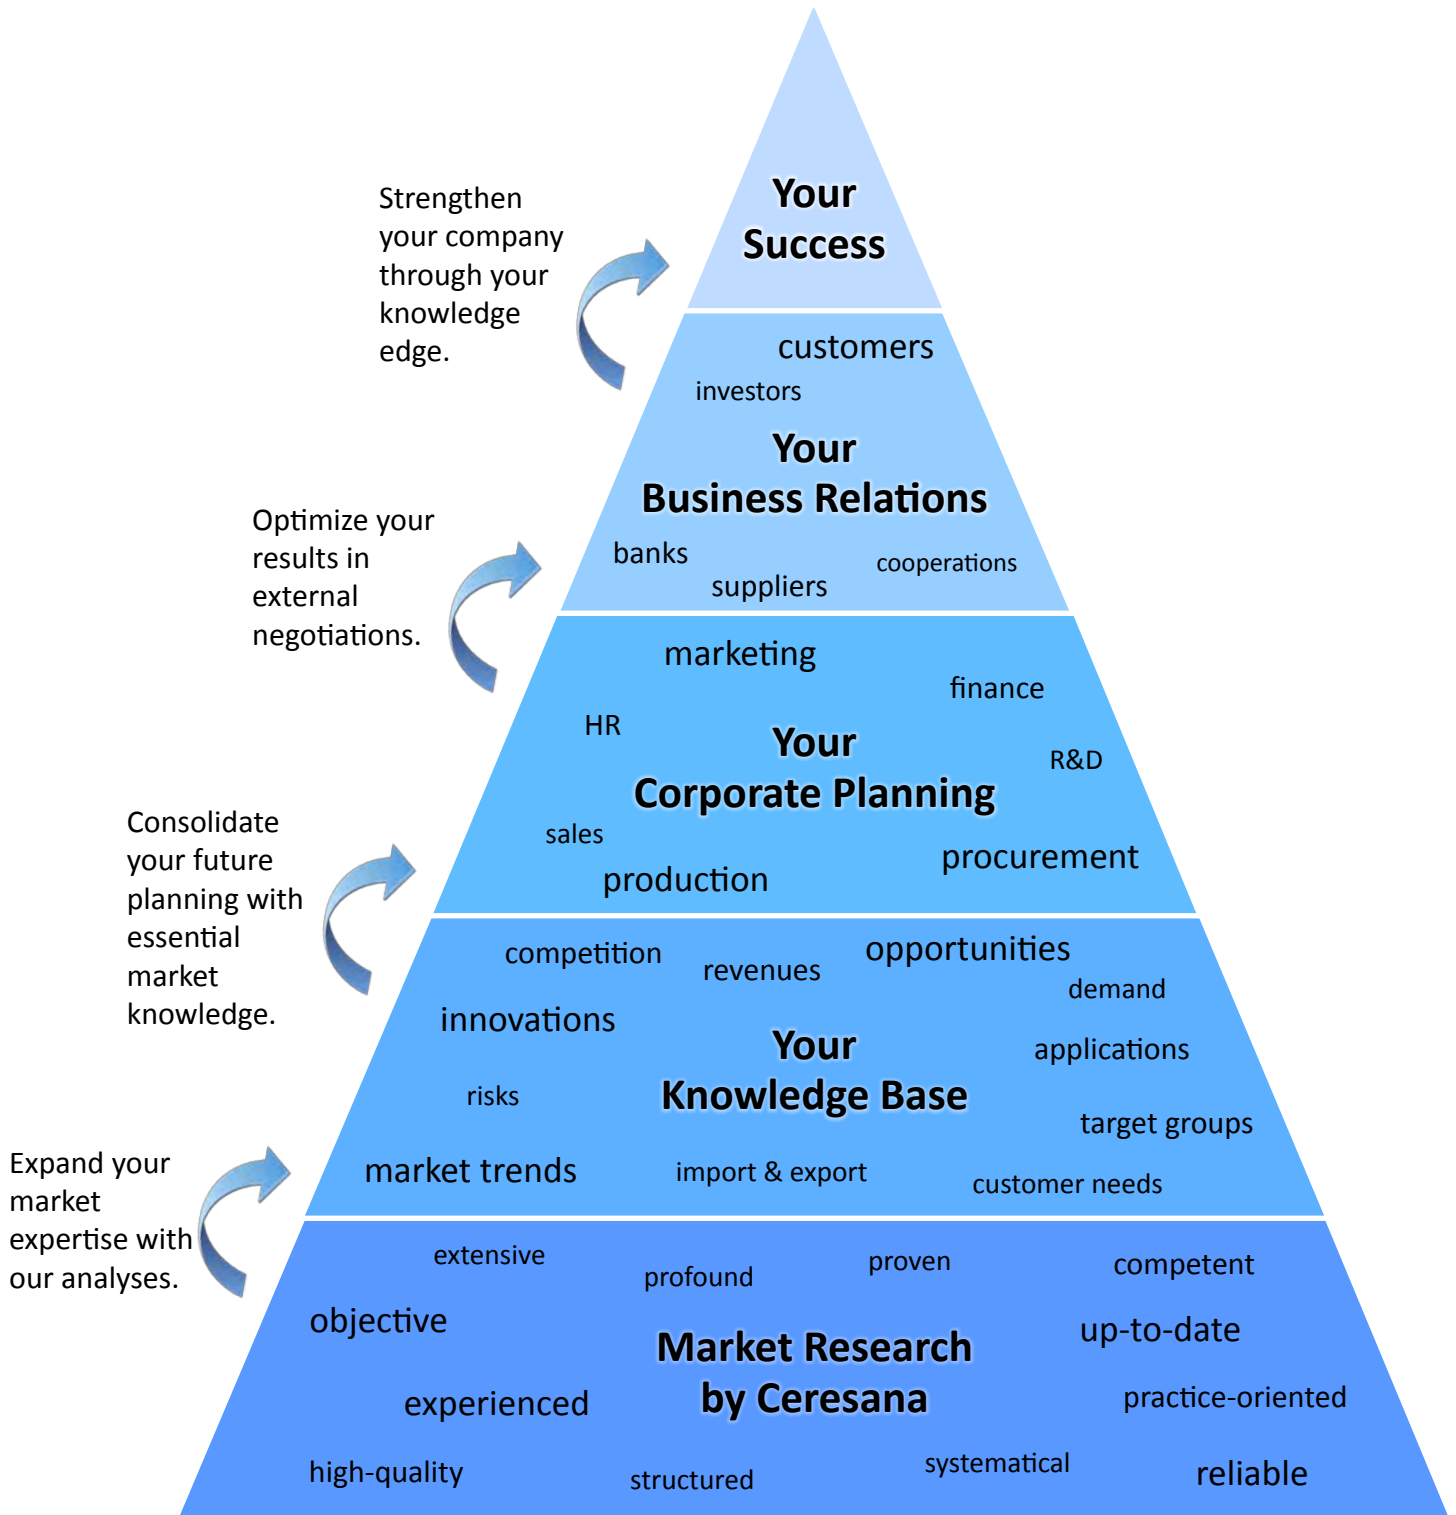 Your
Success
Strengthen
your company
through your
knowledge
edge.
customers
investors
Your
Business Relations
banks
suppliers
cooperations
Optimize your
results in
external
negotiations.
marketing
finance
HR
Your
Corporate Planning
R&D
sales
production
procurement
Consolidate
your future
planning with
essential
market
knowledge.
competition
revenues
opportunities
demand
innovations
Your
Knowledge Base
applications
risks
target groups
market trends
import & export
customer needs
Expand your
market
expertise with
our analyses.
extensive
profound
proven
competent
objective
Market Research
by Ceresana
up-to-date
experienced
practice-oriented
high-quality
structured
systematical
reliable